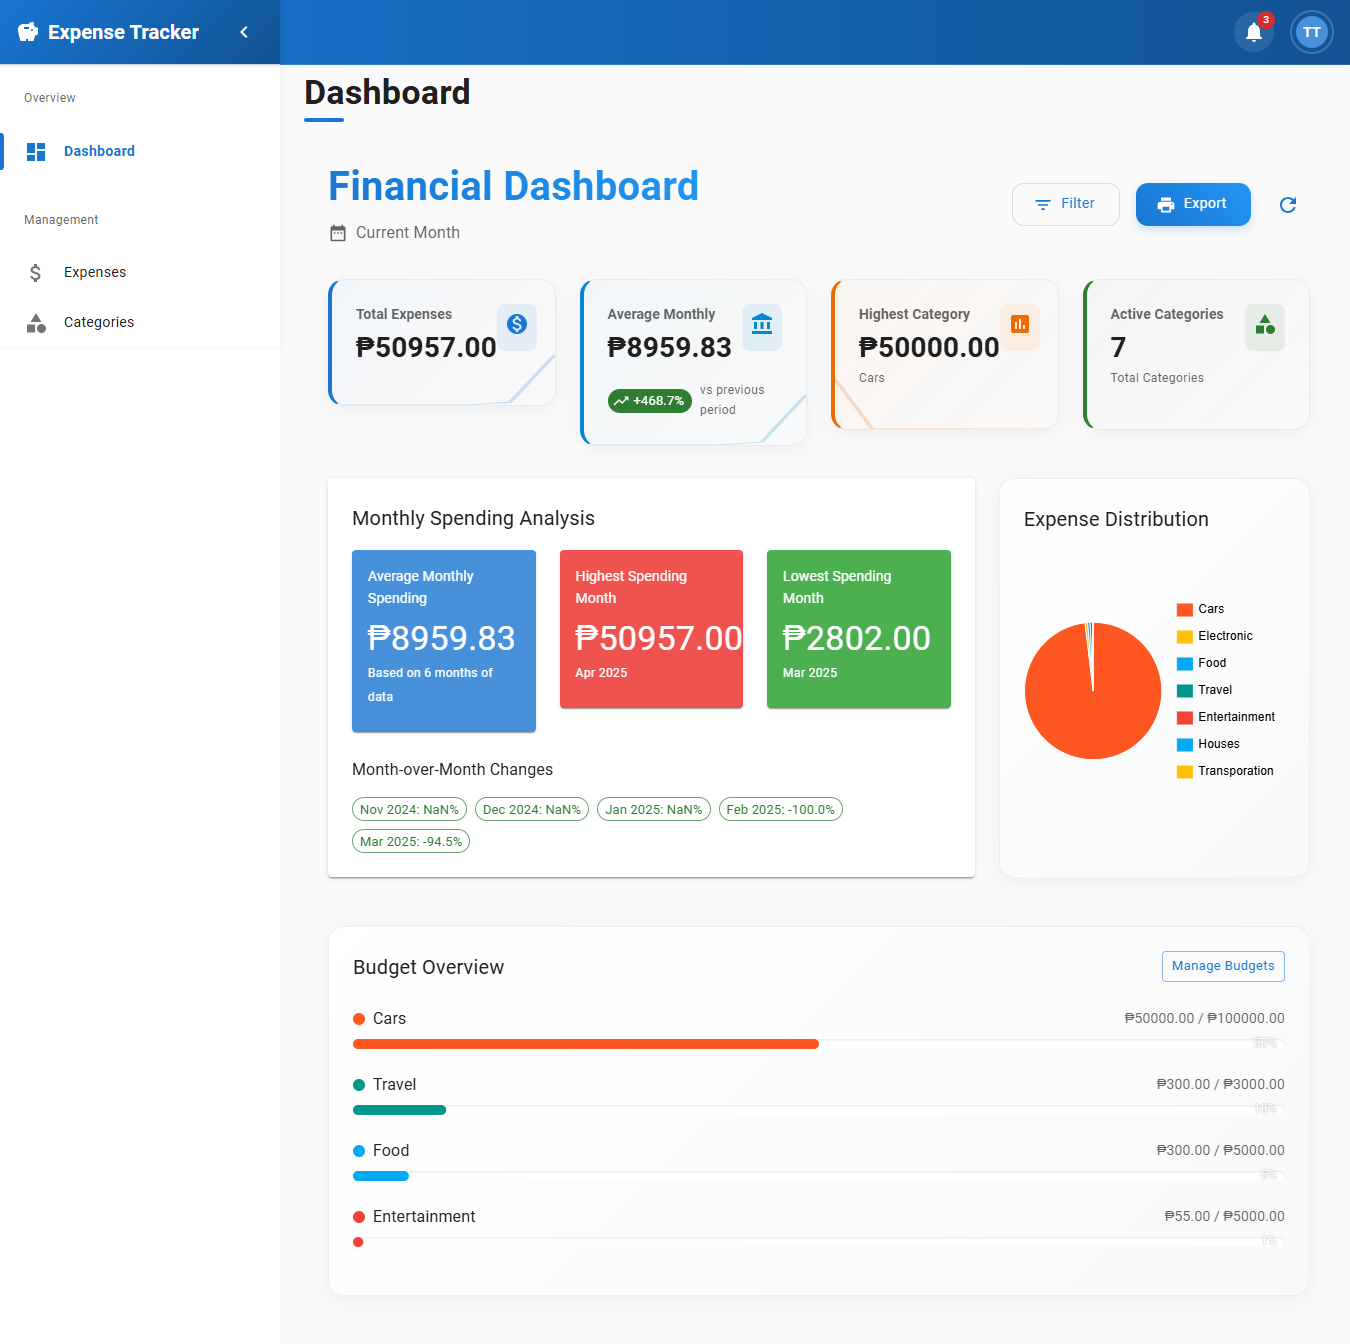 Expense Tracker
3
TT
Overview
Dashboard
Management
Expenses
Categories
Dashboard
Financial Dashboard
Current Month
Filter
Export
Total Expenses
₱50957.00
Average Monthly
₱8959.83
+468.7%
vs previous
period
Highest Category
₱50000.00
Cars
Active Categories
7
Total Categories
Monthly Spending Analysis
Average Monthly
Spending
₱8959.83
Based on 6 months of
data
Highest Spending
Month
₱50957.00
Apr 2025
Lowest Spending
Month
₱2802.00
Mar 2025
Month-over-Month Changes
Nov 2024: NaN%
Dec 2024: NaN%
Jan 2025: NaN%
Feb 2025: -100.0%
Mar 2025: -94.5%
Expense Distribution
Cars
Electronic
Food
Travel
Entertainment
Houses
Transporation
Budget Overview
Manage Budgets
Cars
₱50000.00 / ₱100000.00
50%
Travel
₱300.00 / ₱3000.00
10%
Food
₱300.00 / ₱5000.00
6%
Entertainment
₱55.00 / ₱5000.00
1%